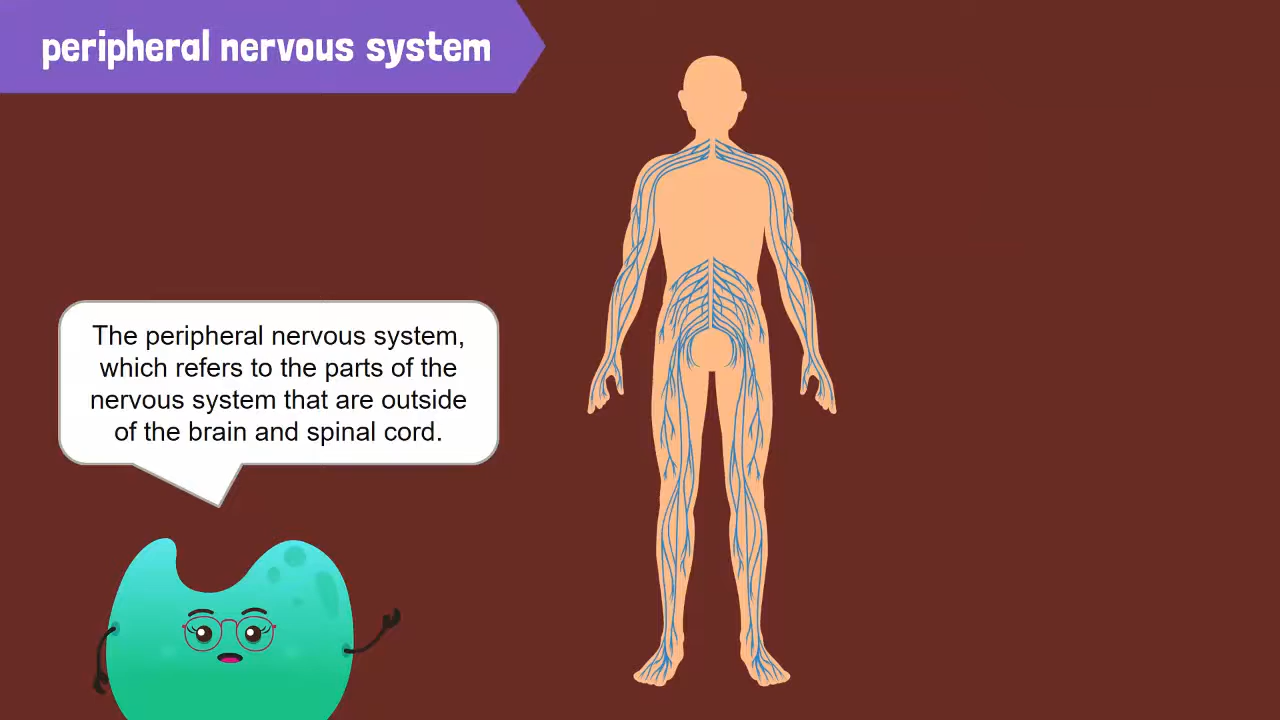 peripheral nervous system
The peripheral nervous system,
which refers to the parts of the
nervous system that are outside
of the brain and spinal cord.